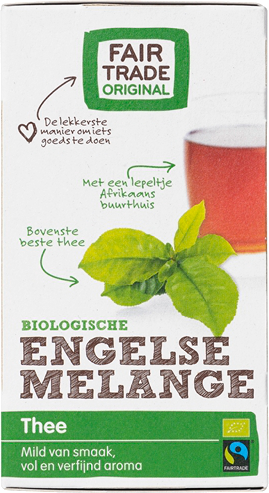 FAIR
TRADE
ORIGINAL
De lekkerste
manier om iets
goeds te doen
Met een lepeltje
Afrikaans
buurthuis
Bovenste
beste thee
BIOLOGISCHE
ENGELSE
MELANGE
Thee
Mild van smaak,
vol en verfijnd aroma
FAIRTRADE